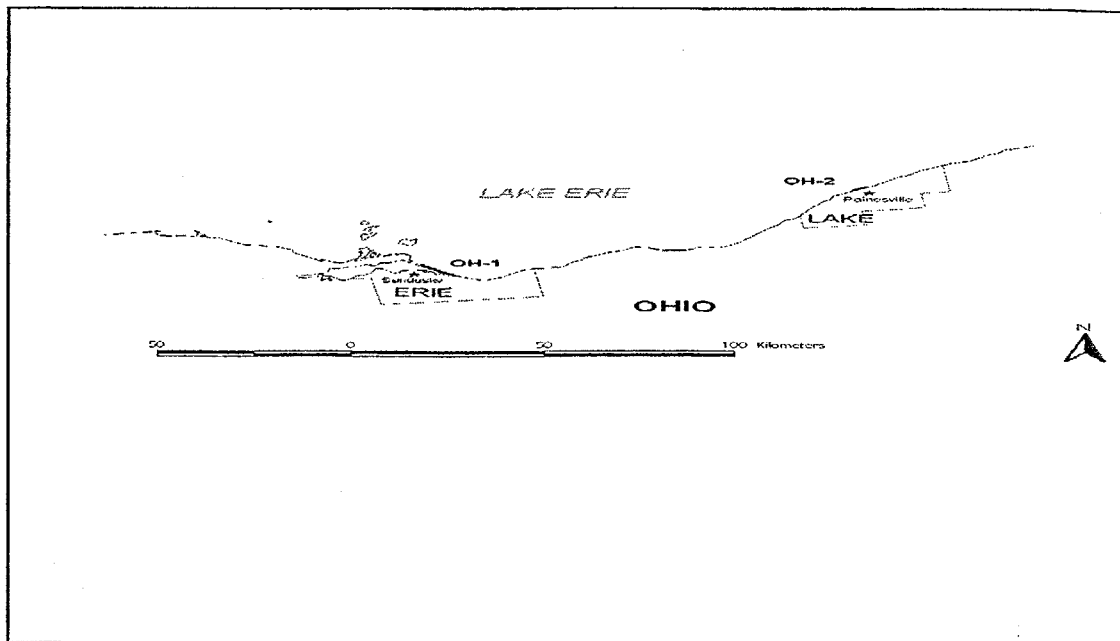 OH-2
LAKE ERIE
Painesville
LAKE
OH-1
Sandusky
ERIE
OHIO
N
50 0 50 100 Kilometers